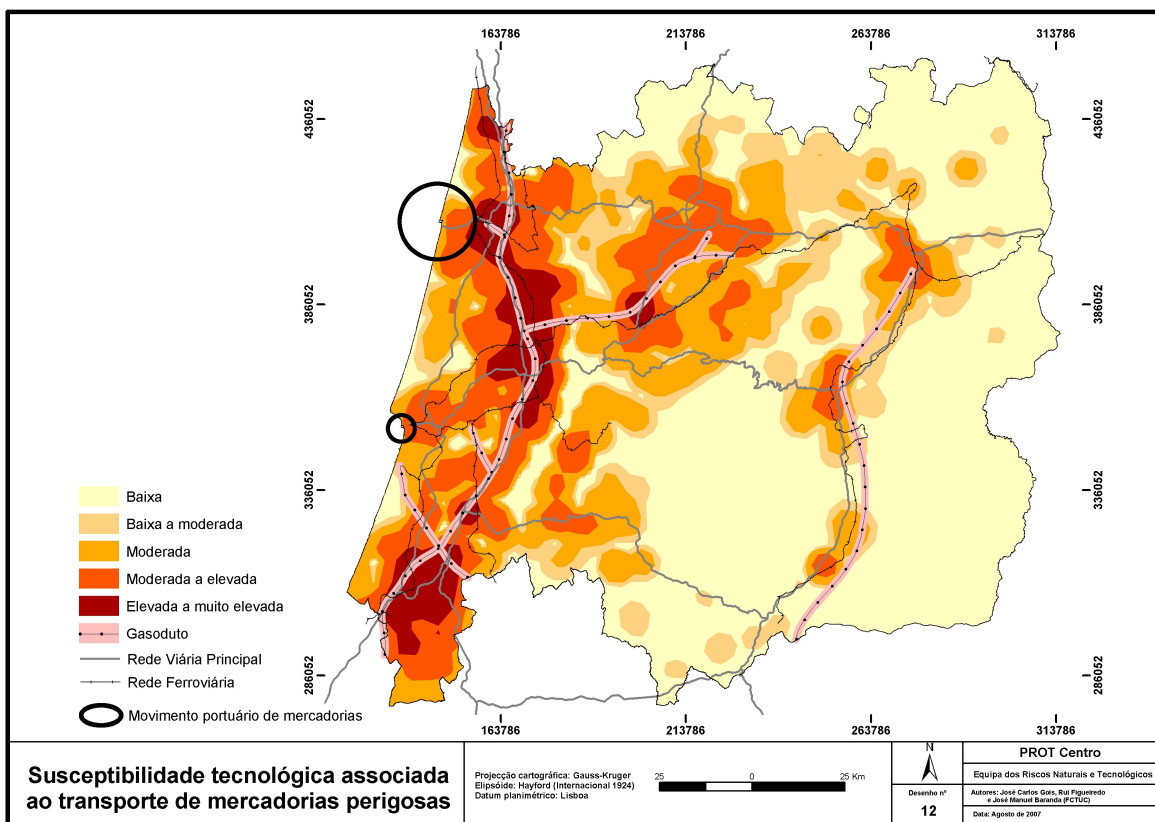 163786
213786
263786
313786
436052
436052
386052
386052
336052
336052
286052
286052
163786
213786
263786
313786
Baixa
Baixa a moderada
Moderada
Moderada a elevada
Elevada a muito elevada
Gasoduto
Rede Viária Principal
Rede Ferroviária
Movimento portuário de mercadorias
Susceptibilidade tecnológica associada
ao transporte de mercadorias perigosas
Projecção cartográfica: Gauss-Kruger
Elipsóide: Hayford (Internacional 1924)
Datum planimétrico: Lisboa
25 0 25 Km
N
Desenho nº
12
PROT Centro
Equipa dos Riscos Naturais e Tecnológicos
Autores: José Carlos Gois, Rui Figueiredo
e José Manuel Baranda (FCTUC)
Data: Agosto de 2007